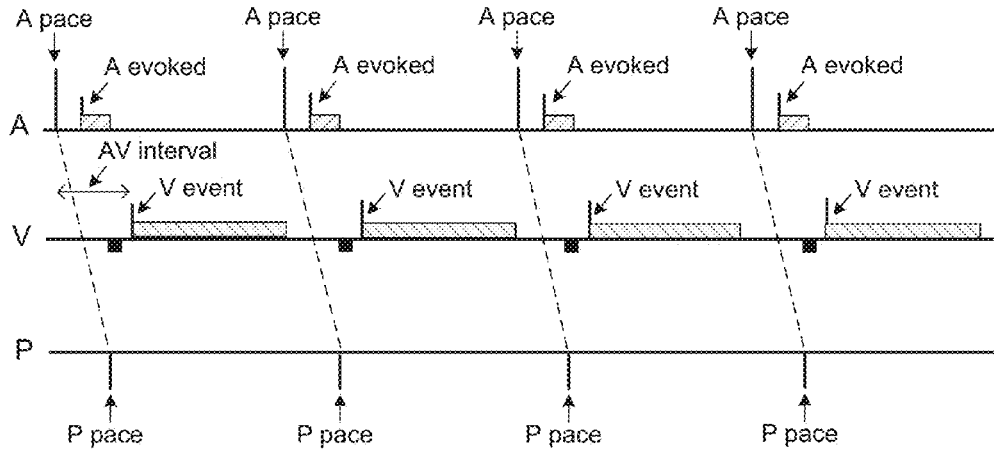 A pace A pace A pace A pace
A evoked A evoked A evoked A evoked
A
AV interval
V event V event V event V event
V
P
P pace P pace P pace P pace